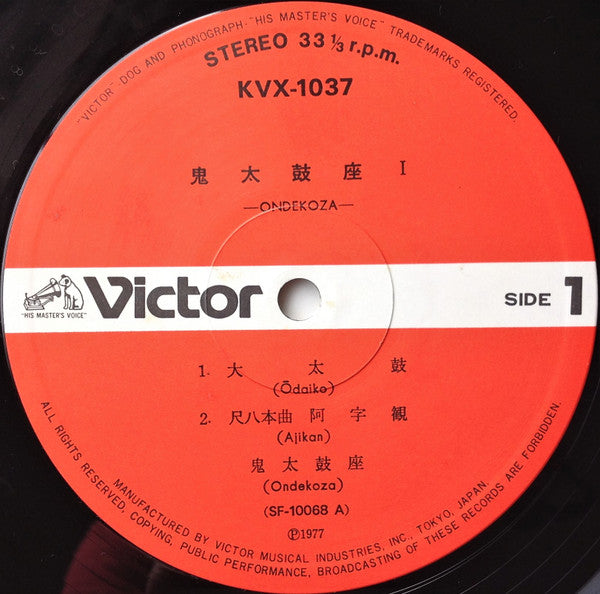 "VICTOR" DOG AND PHONOGRAPH-"HIS MASTER'S VOICE" TRADEMARKS REGISTERED.
STEREO 33 ⅓ r.p.m.
KVX-1037
鬼太鼓座 I
—ONDEKOZA—
"HIS MASTER'S VOICE"
Victor
SIDE 1
1. 大太鼓
(Ōdaiko)
2. 尺八本曲 阿字観
(Ajikan)
鬼太鼓座
(Ondekoza)
(SF-10068 A)
Ⓟ1977
MANUFACTURED BY VICTOR MUSICAL INDUSTRIES, INC., TOKYO, JAPAN.
ALL RIGHTS RESERVED, COPYING, PUBLIC PERFORMANCE, BROADCASTING OF THESE RECORDS ARE FORBIDDEN.